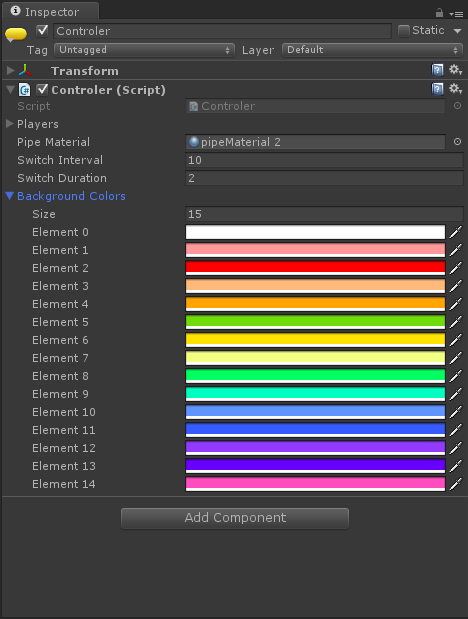 Inspector
Controler Static
Tag Untagged Layer Default
Transform
Controler (Script)
Script Controler
Players
Pipe Material pipeMaterial 2
Switch Interval 10
Switch Duration 2
Background Colors
Size 15
Element 0
Element 1
Element 2
Element 3
Element 4
Element 5
Element 6
Element 7
Element 8
Element 9
Element 10
Element 11
Element 12
Element 13
Element 14
Add Component